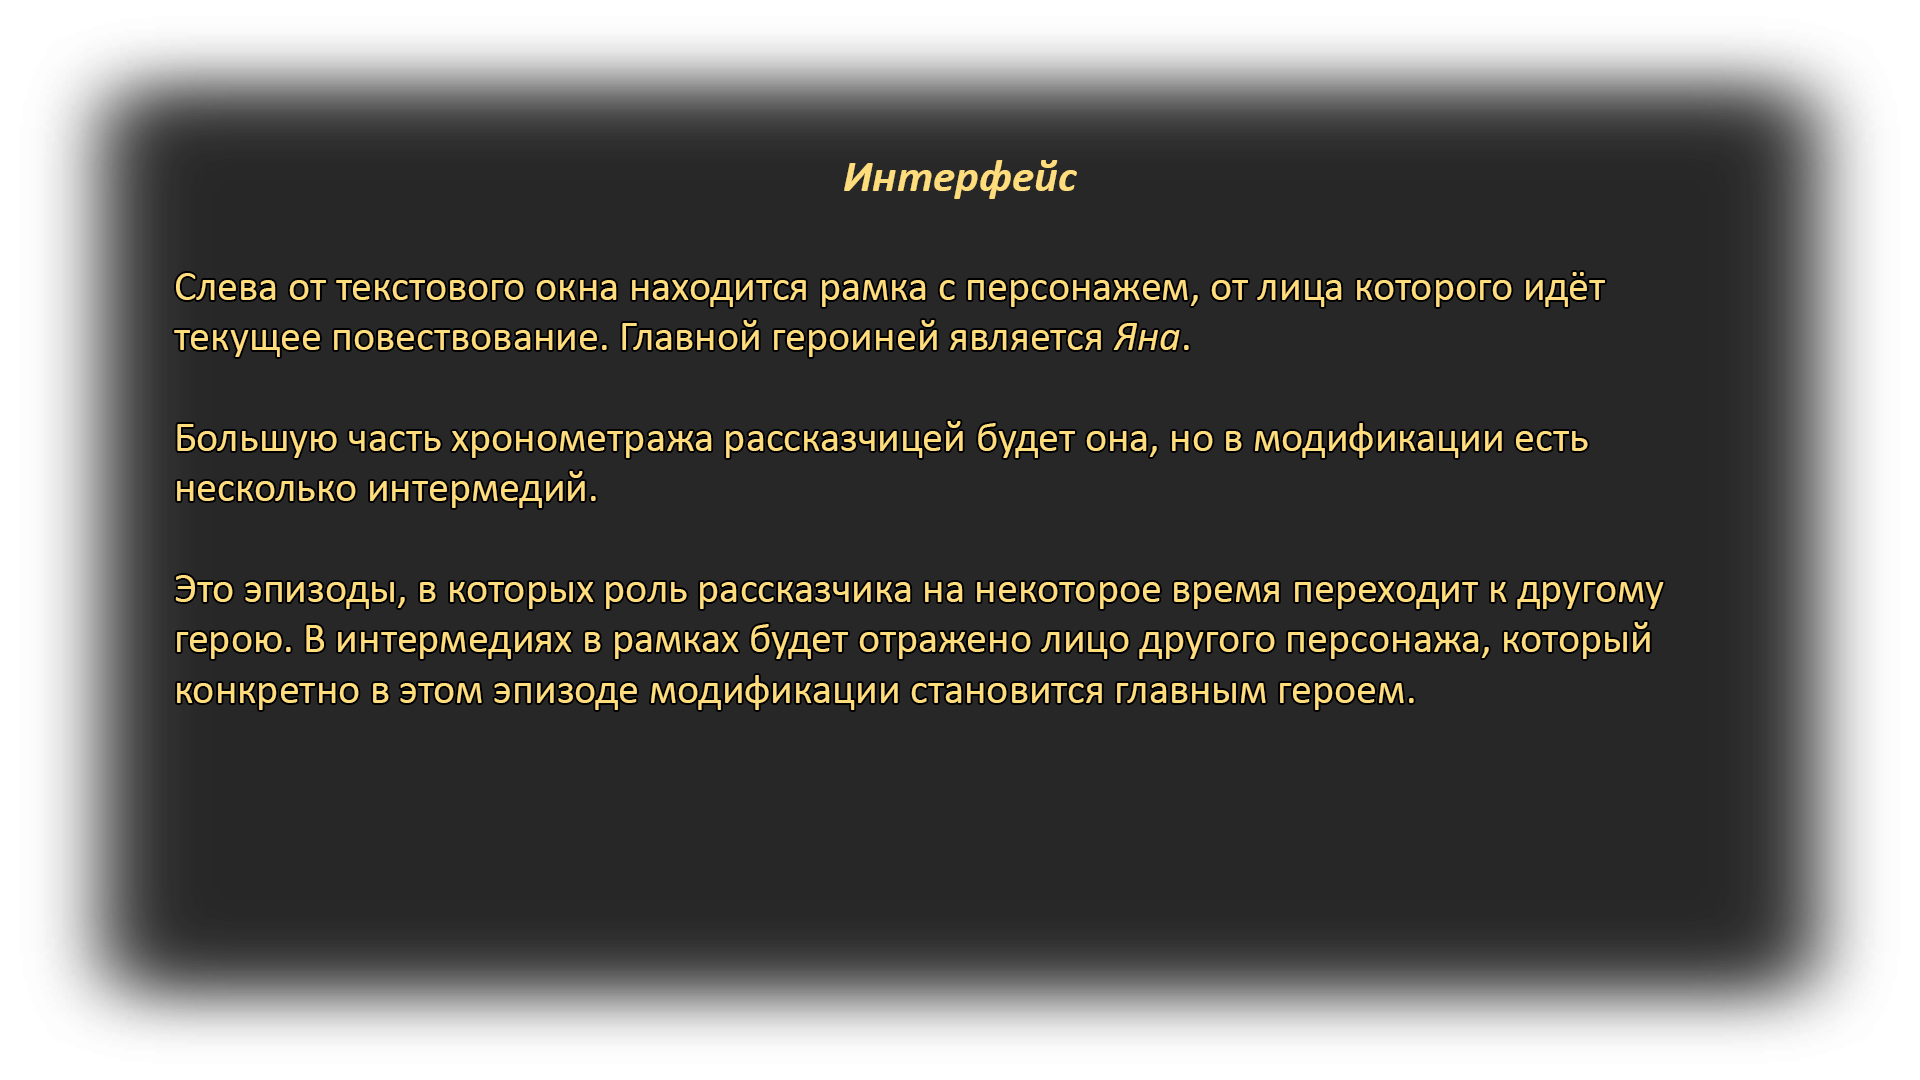 Интерфейс
Слева от текстового окна находится рамка с персонажем, от лица которого идёт
текущее повествование. Главной героиней является Яна.
Большую часть хронометража рассказчицей будет она, но в модификации есть
несколько интермедий.
Это эпизоды, в которых роль рассказчика на некоторое время переходит к другому
герою. В интермедиях в рамках будет отражено лицо другого персонажа, который
конкретно в этом эпизоде модификации становится главным героем.